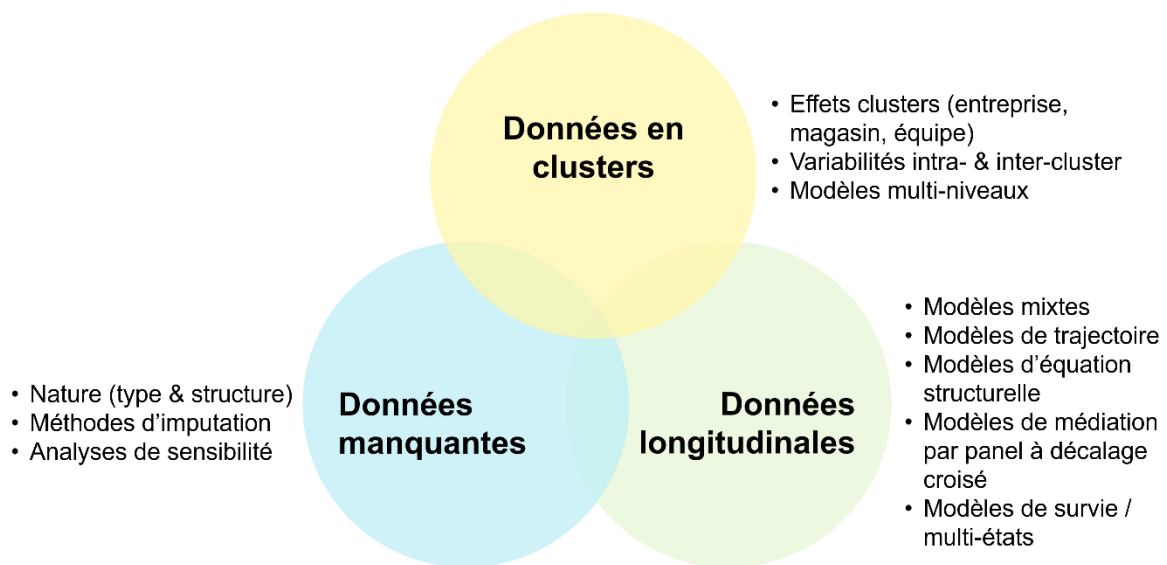 Données en
clusters
• Effets clusters (entreprise,
magasin, équipe)
• Variabilités intra- & inter-cluster
• Modèles multi-niveaux
• Nature (type & structure)
• Méthodes d’imputation
• Analyses de sensibilité
Données
manquantes
Données
longitudinales
• Modèles mixtes
• Modèles de trajectoire
• Modèles d’équation
structurelle
• Modèles de médiation
par panel à décalage
croisé
• Modèles de survie /
multi-états